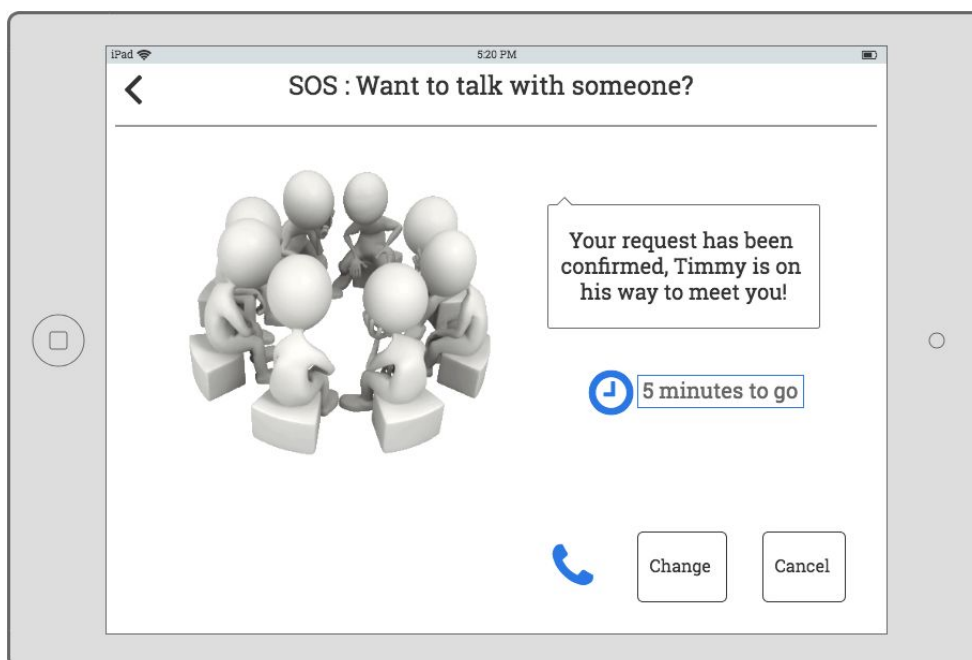 iPad
5:20 PM
SOS : Want to talk with someone?
Your request has been
confirmed, Timmy is on
his way to meet you!
5 minutes to go
Change
Cancel